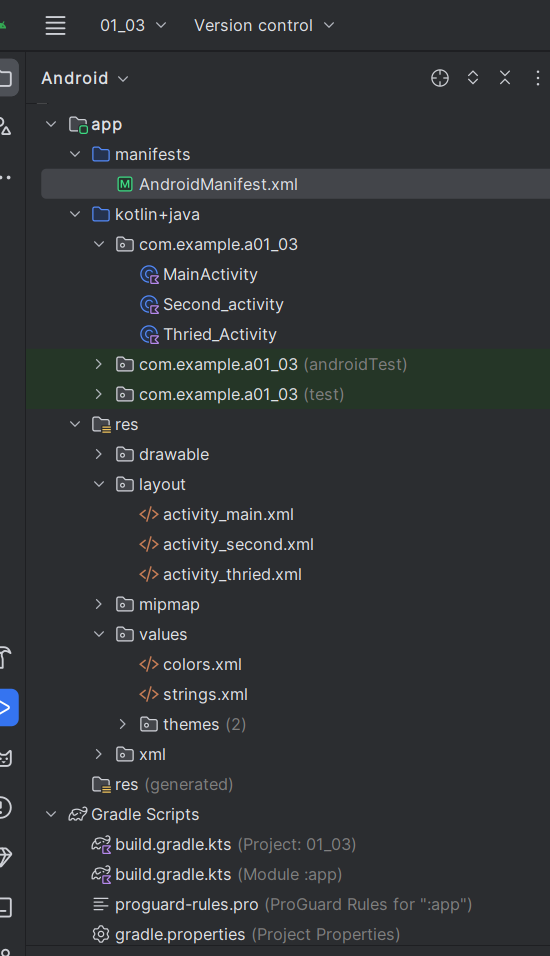 01_03 Version control
Android
app
manifests
M AndroidManifest.xml
kotlin+java
com.example.a01_03
MainActivity
Second_activity
Thried_Activity
com.example.a01_03 (androidTest)
com.example.a01_03 (test)
res
drawable
layout
</> activity_main.xml
</> activity_second.xml
</> activity_thried.xml
mipmap
values
</> colors.xml
</> strings.xml
themes (2)
xml
res (generated)
Gradle Scripts
build.gradle.kts (Project: 01_03)
build.gradle.kts (Module :app)
proguard-rules.pro (ProGuard Rules for ":app")
gradle.properties (Project Properties)